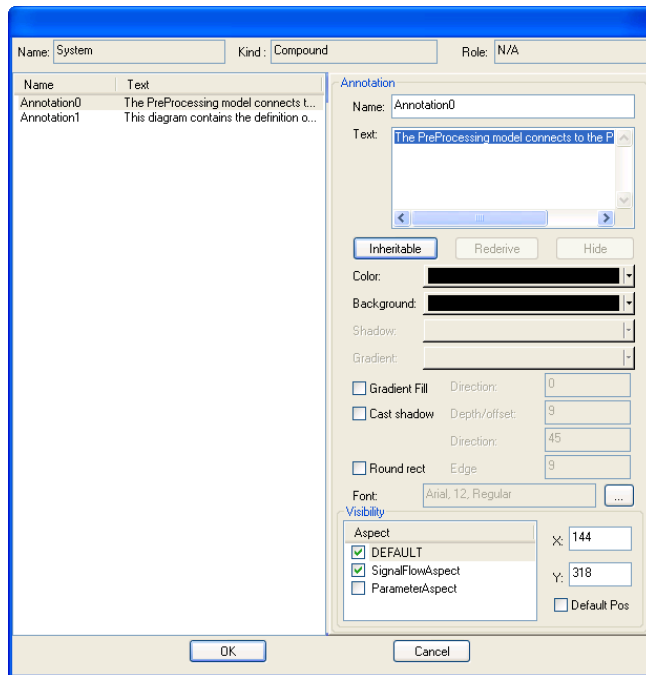 Name: System Kind : Compound Role: N/A
Name Text
Annotation0 The PreProcessing model connects t...
Annotation1 This diagram contains the definition o...
Annotation
Name: Annotation0
Text: The PreProcessing model connects to the P
Inheritable Rederive Hide
Color:
Background:
Shadow:
Gradient:
Gradient Fill Direction: 0
Cast shadow Depth/offset: 9
Direction: 45
Round rect Edge 9
Font: Arial, 12, Regular ...
Visibility
Aspect
DEFAULT X: 144
SignalFlowAspect Y: 318
ParameterAspect Default Pos
OK Cancel